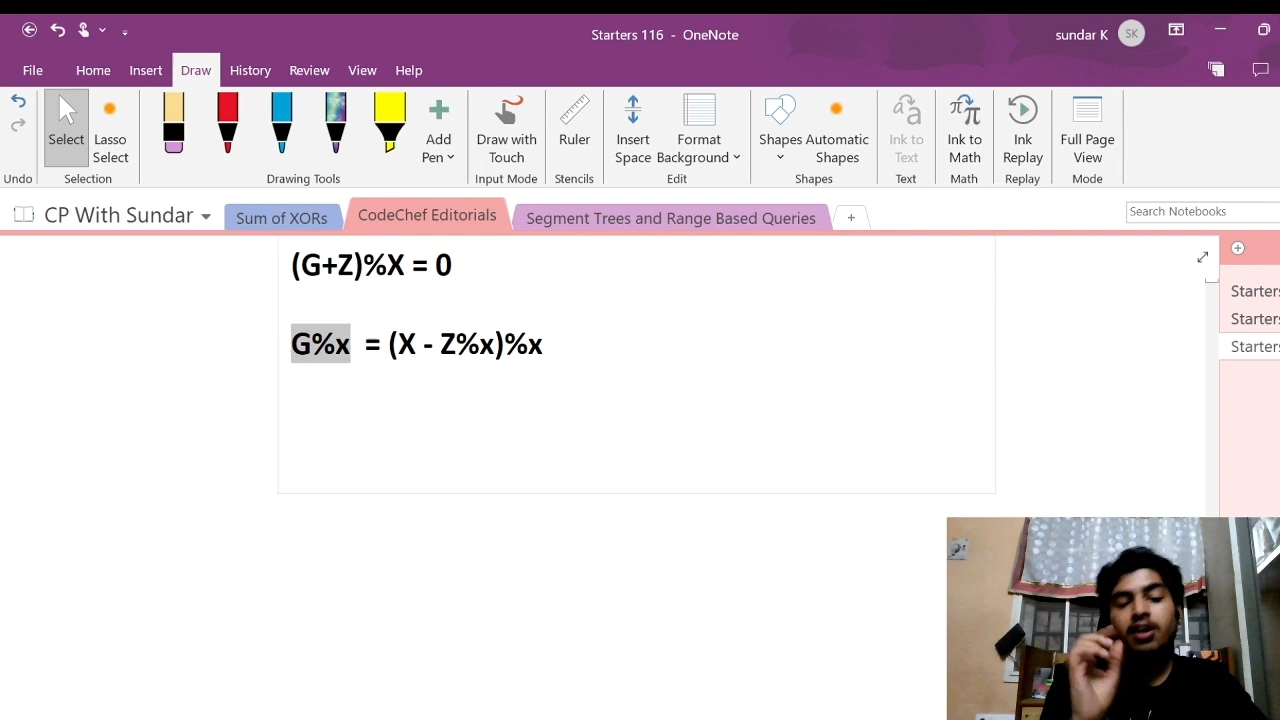 Starters 116 - OneNote
sundar K
SK
File
Home
Insert
Draw
History
Review
View
Help
Select
Lasso
Select
Add
Pen
Draw with
Touch
Ruler
Insert
Space
Format
Background
Shapes
Automatic
Shapes
Ink to
Text
Ink to
Math
Ink
Replay
Full Page
View
Undo
Selection
Drawing Tools
Input Mode
Stencils
Edit
Shapes
Text
Math
Replay
Mode
CP With Sundar
Sum of XORs
CodeChef Editorials
Segment Trees and Range Based Queries
+
Search Notebooks
(G+Z)%X = 0
G%x = (X - Z%x)%x
Starters
Starters
Starters